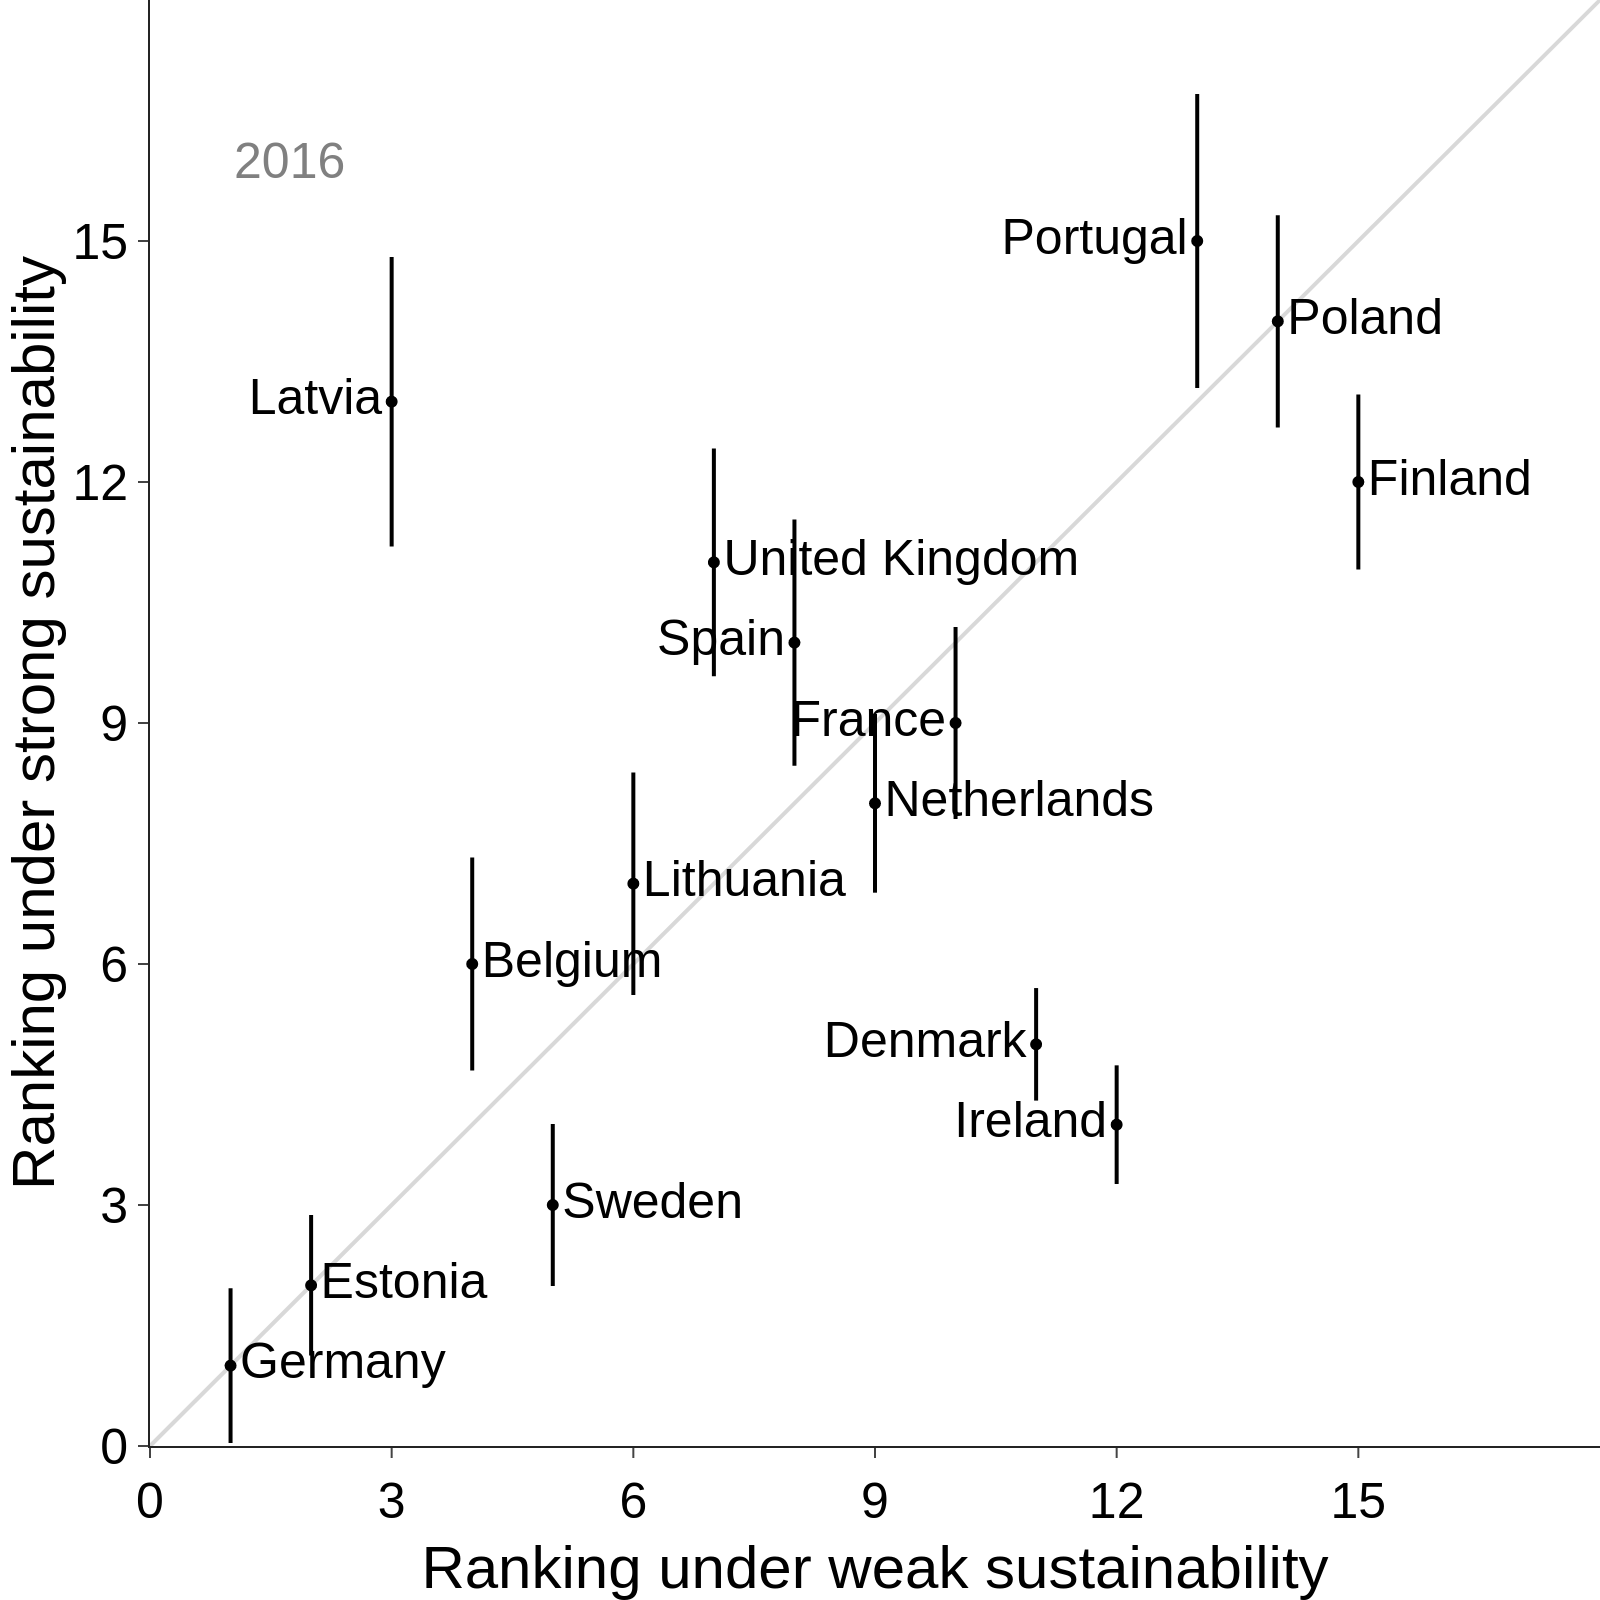 2016
15
Portugal
Poland
Latvia
12
Finland
United Kingdom
Spain
9
France
Netherlands
Lithuania
6
Belgium
Denmark
Ireland
3
Sweden
Estonia
Germany
0
0 3 6 9 12 15
Ranking under weak sustainability
Ranking under strong sustainability